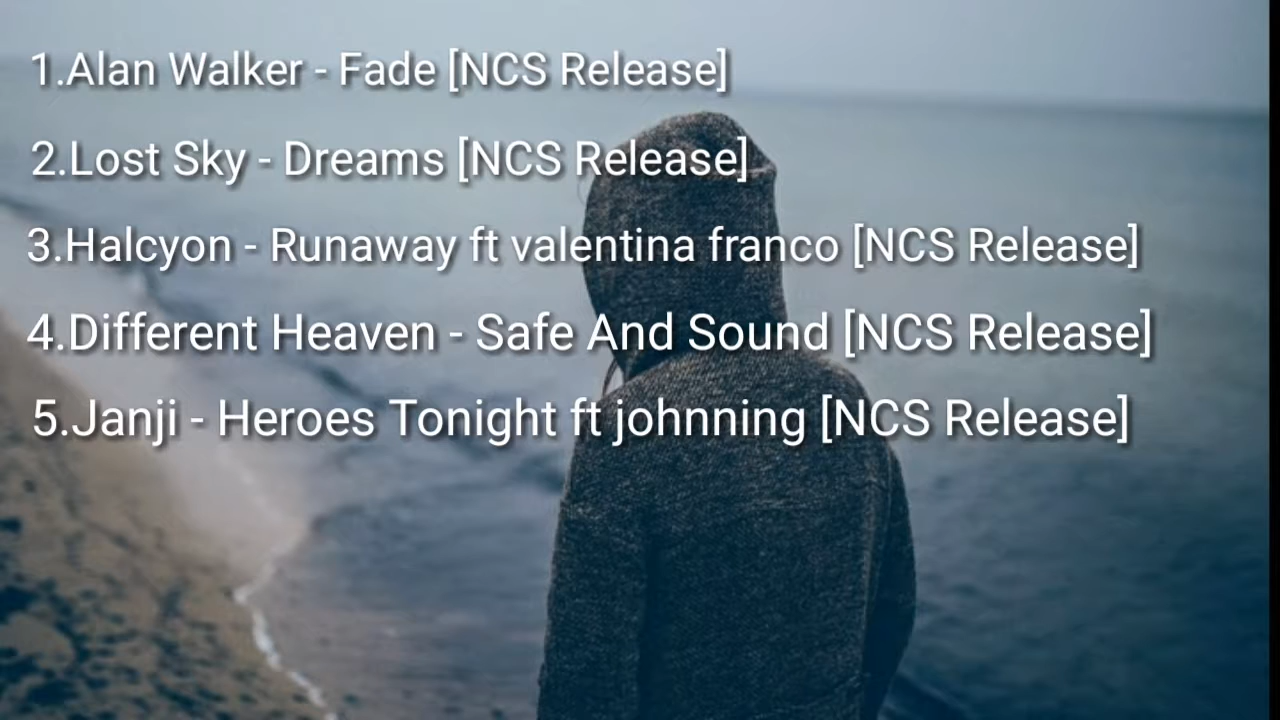 1.Alan Walker - Fade [NCS Release]
2.Lost Sky - Dreams [NCS Release]
3.Halcyon - Runaway ft valentina franco [NCS Release]
4.Different Heaven - Safe And Sound [NCS Release]
5.Janji - Heroes Tonight ft johnning [NCS Release]